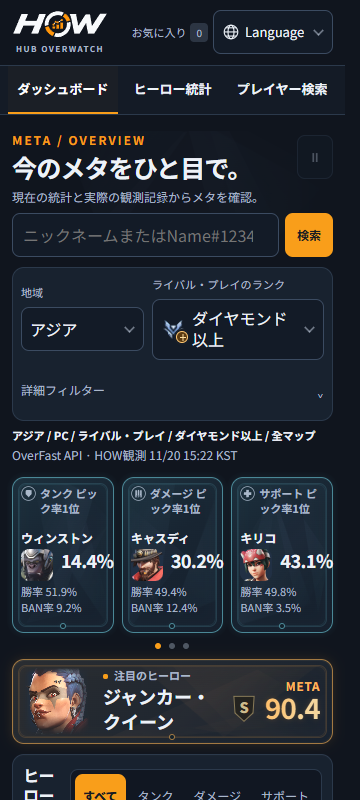 HOW
HUB OVERWATCH
お気に入り 0
Language
ダッシュボード ヒーロー統計 プレイヤー検索
META / OVERVIEW
今のメタをひと目で。
現在の統計と実際の観測記録からメタを確認。
ニックネームまたはName#1234
検索
地域
アジア
ライバル・プレイのランク
ダイヤモンド
以上
詳細フィルター
アジア / PC / ライバル・プレイ / ダイヤモンド以上 / 全マップ
OverFast API · HOW観測 11/20 15:22 KST
タンク ピッ
ク率1位
ウィンストン
14.4%
勝率 51.9%
BAN率 9.2%
ダメージ ピ
ック率1位
キャスディ
30.2%
勝率 49.4%
BAN率 12.4%
サポート ピ
ック率1位
キリコ
43.1%
勝率 49.8%
BAN率 3.5%
注目のヒーロー
ジャンカー・
クイーン
META
S 90.4
ヒー
ロー
すべて タンク ダメージ サポート